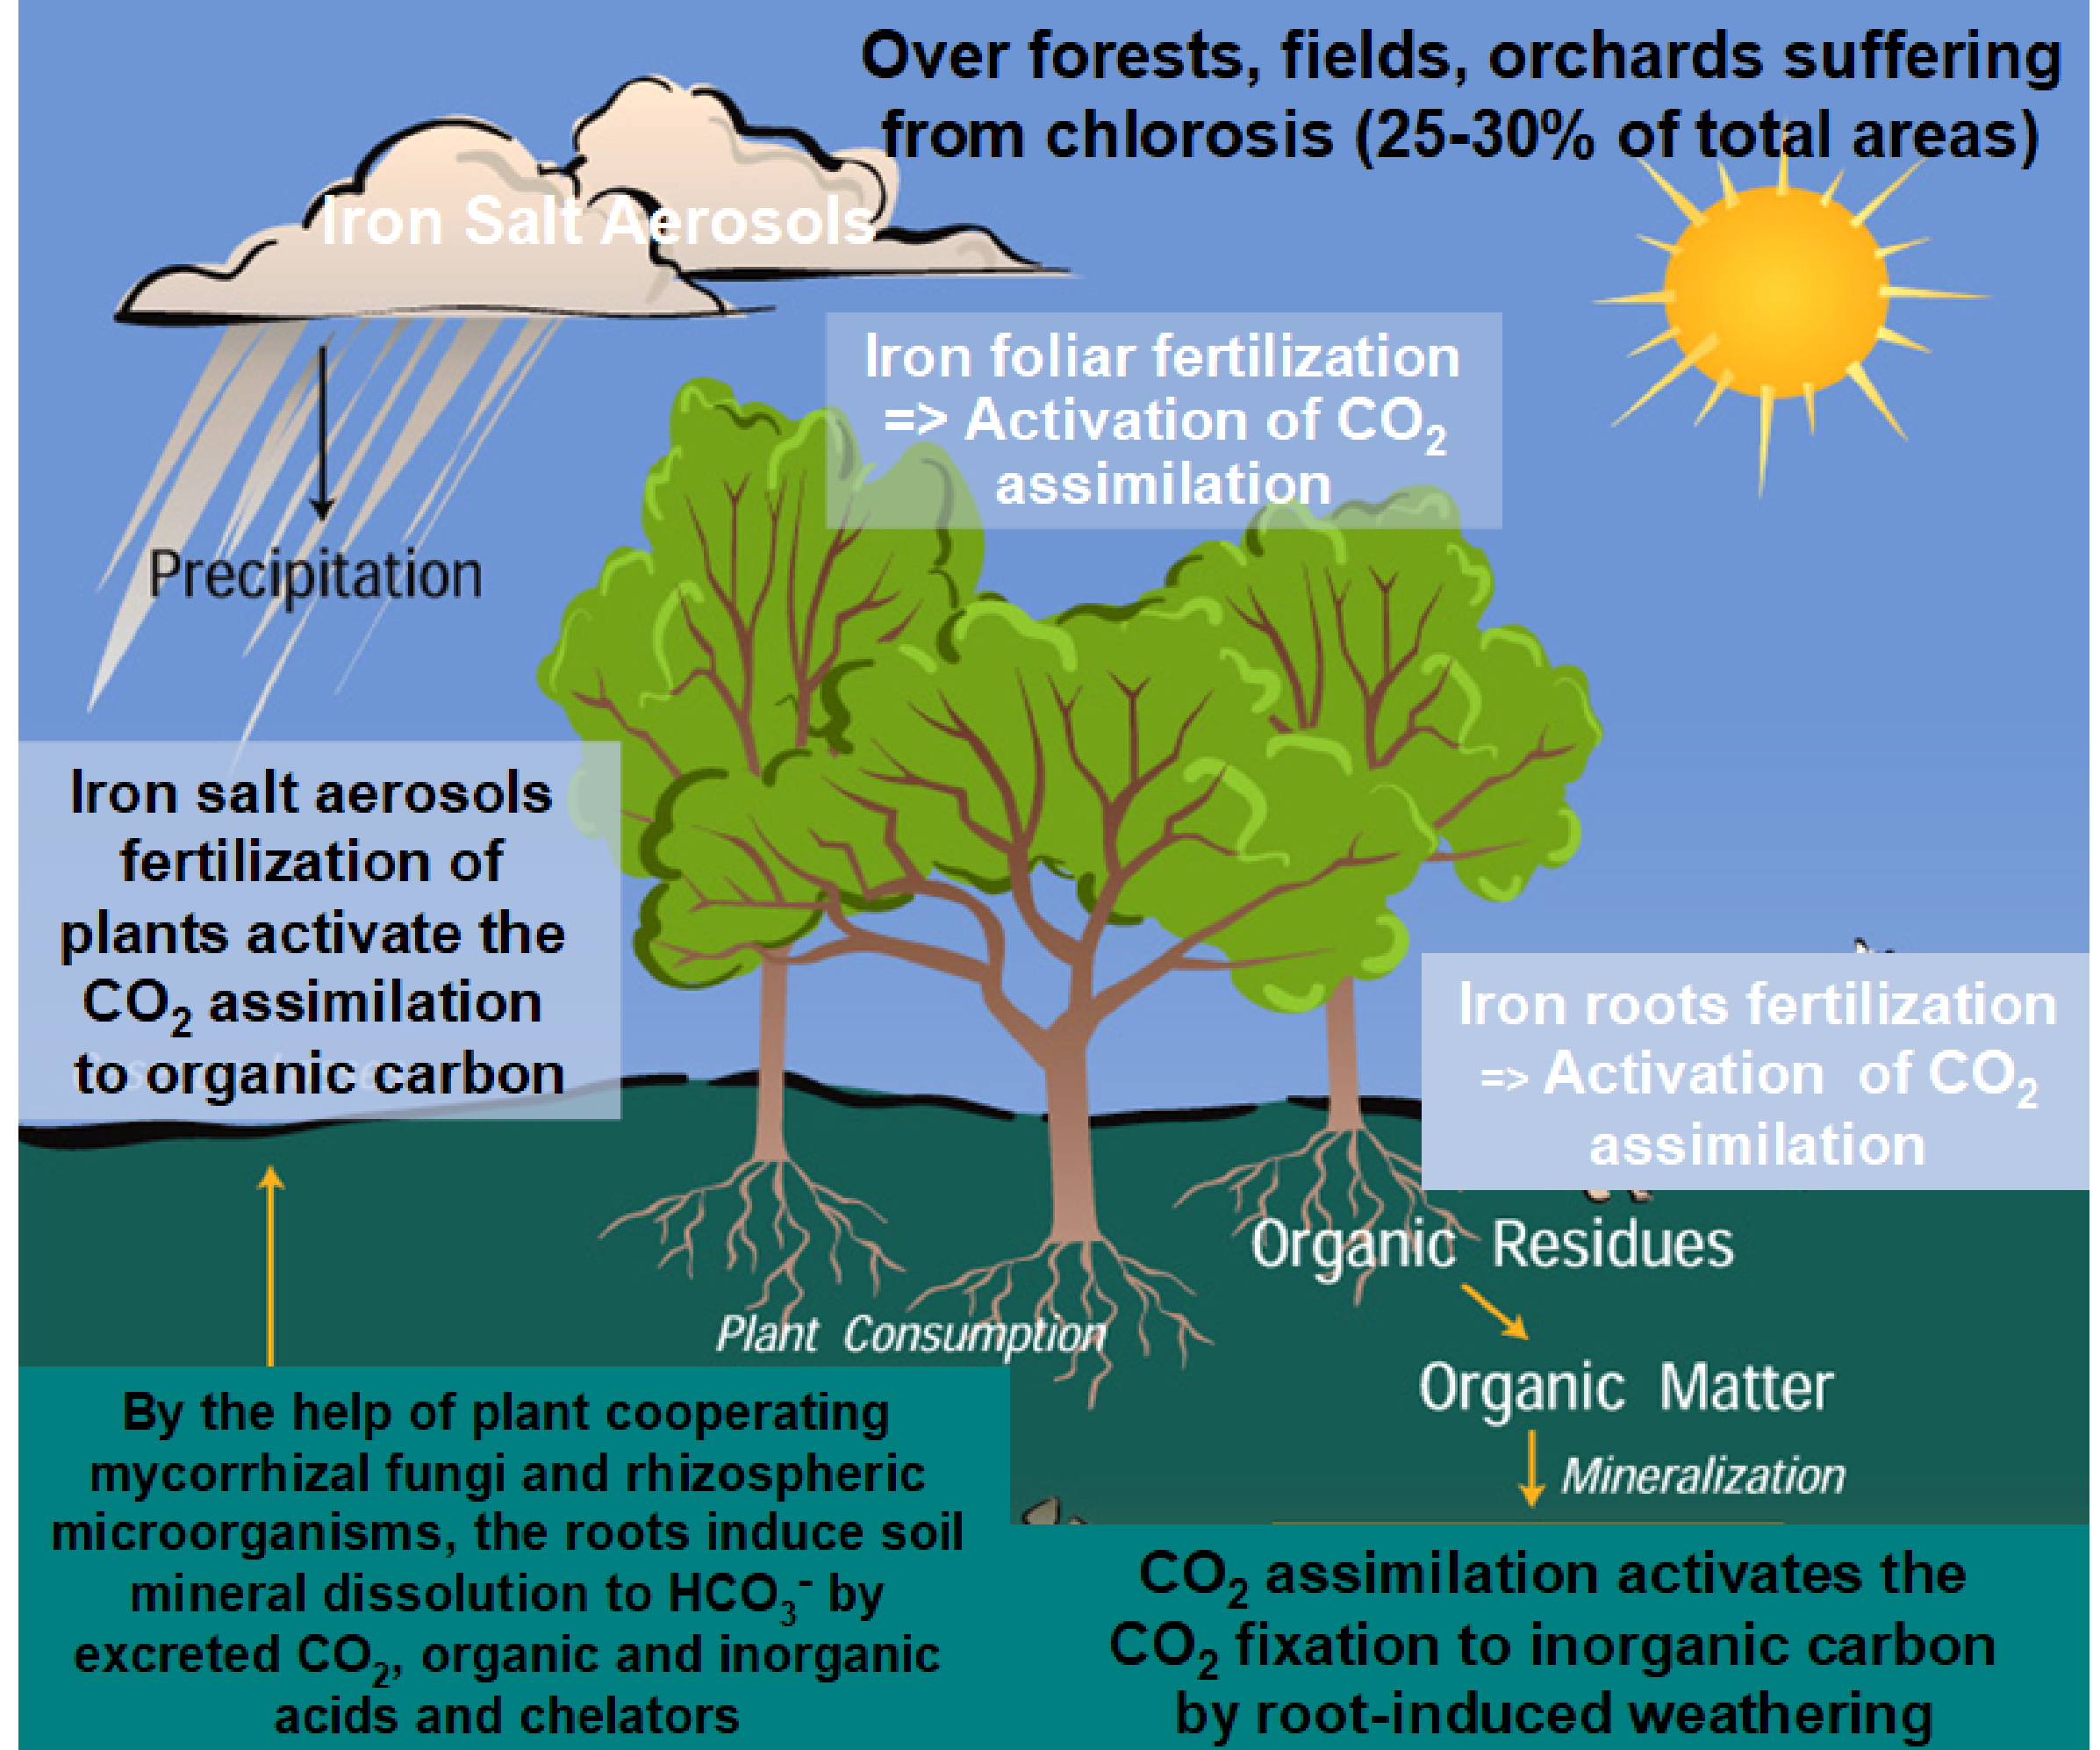 Over forests, fields, orchards suffering
from chlorosis (25-30% of total areas)
Iron Salt Aerosols
Iron foliar fertilization
=> Activation of CO₂
assimilation
Precipitation
Iron salt aerosols
fertilization of
plants activate the
CO₂ assimilation
to organic carbon
Iron roots fertilization
=> Activation of CO₂
assimilation
Organic Residues
Plant Consumption
Organic Matter
Mineralization
By the help of plant cooperating
mycorrhizal fungi and rhizospheric
microorganisms, the roots induce soil
mineral dissolution to HCO₃⁻ by
excreted CO₂, organic and inorganic
acids and chelators
CO₂ assimilation activates the
CO₂ fixation to inorganic carbon
by root-induced weathering